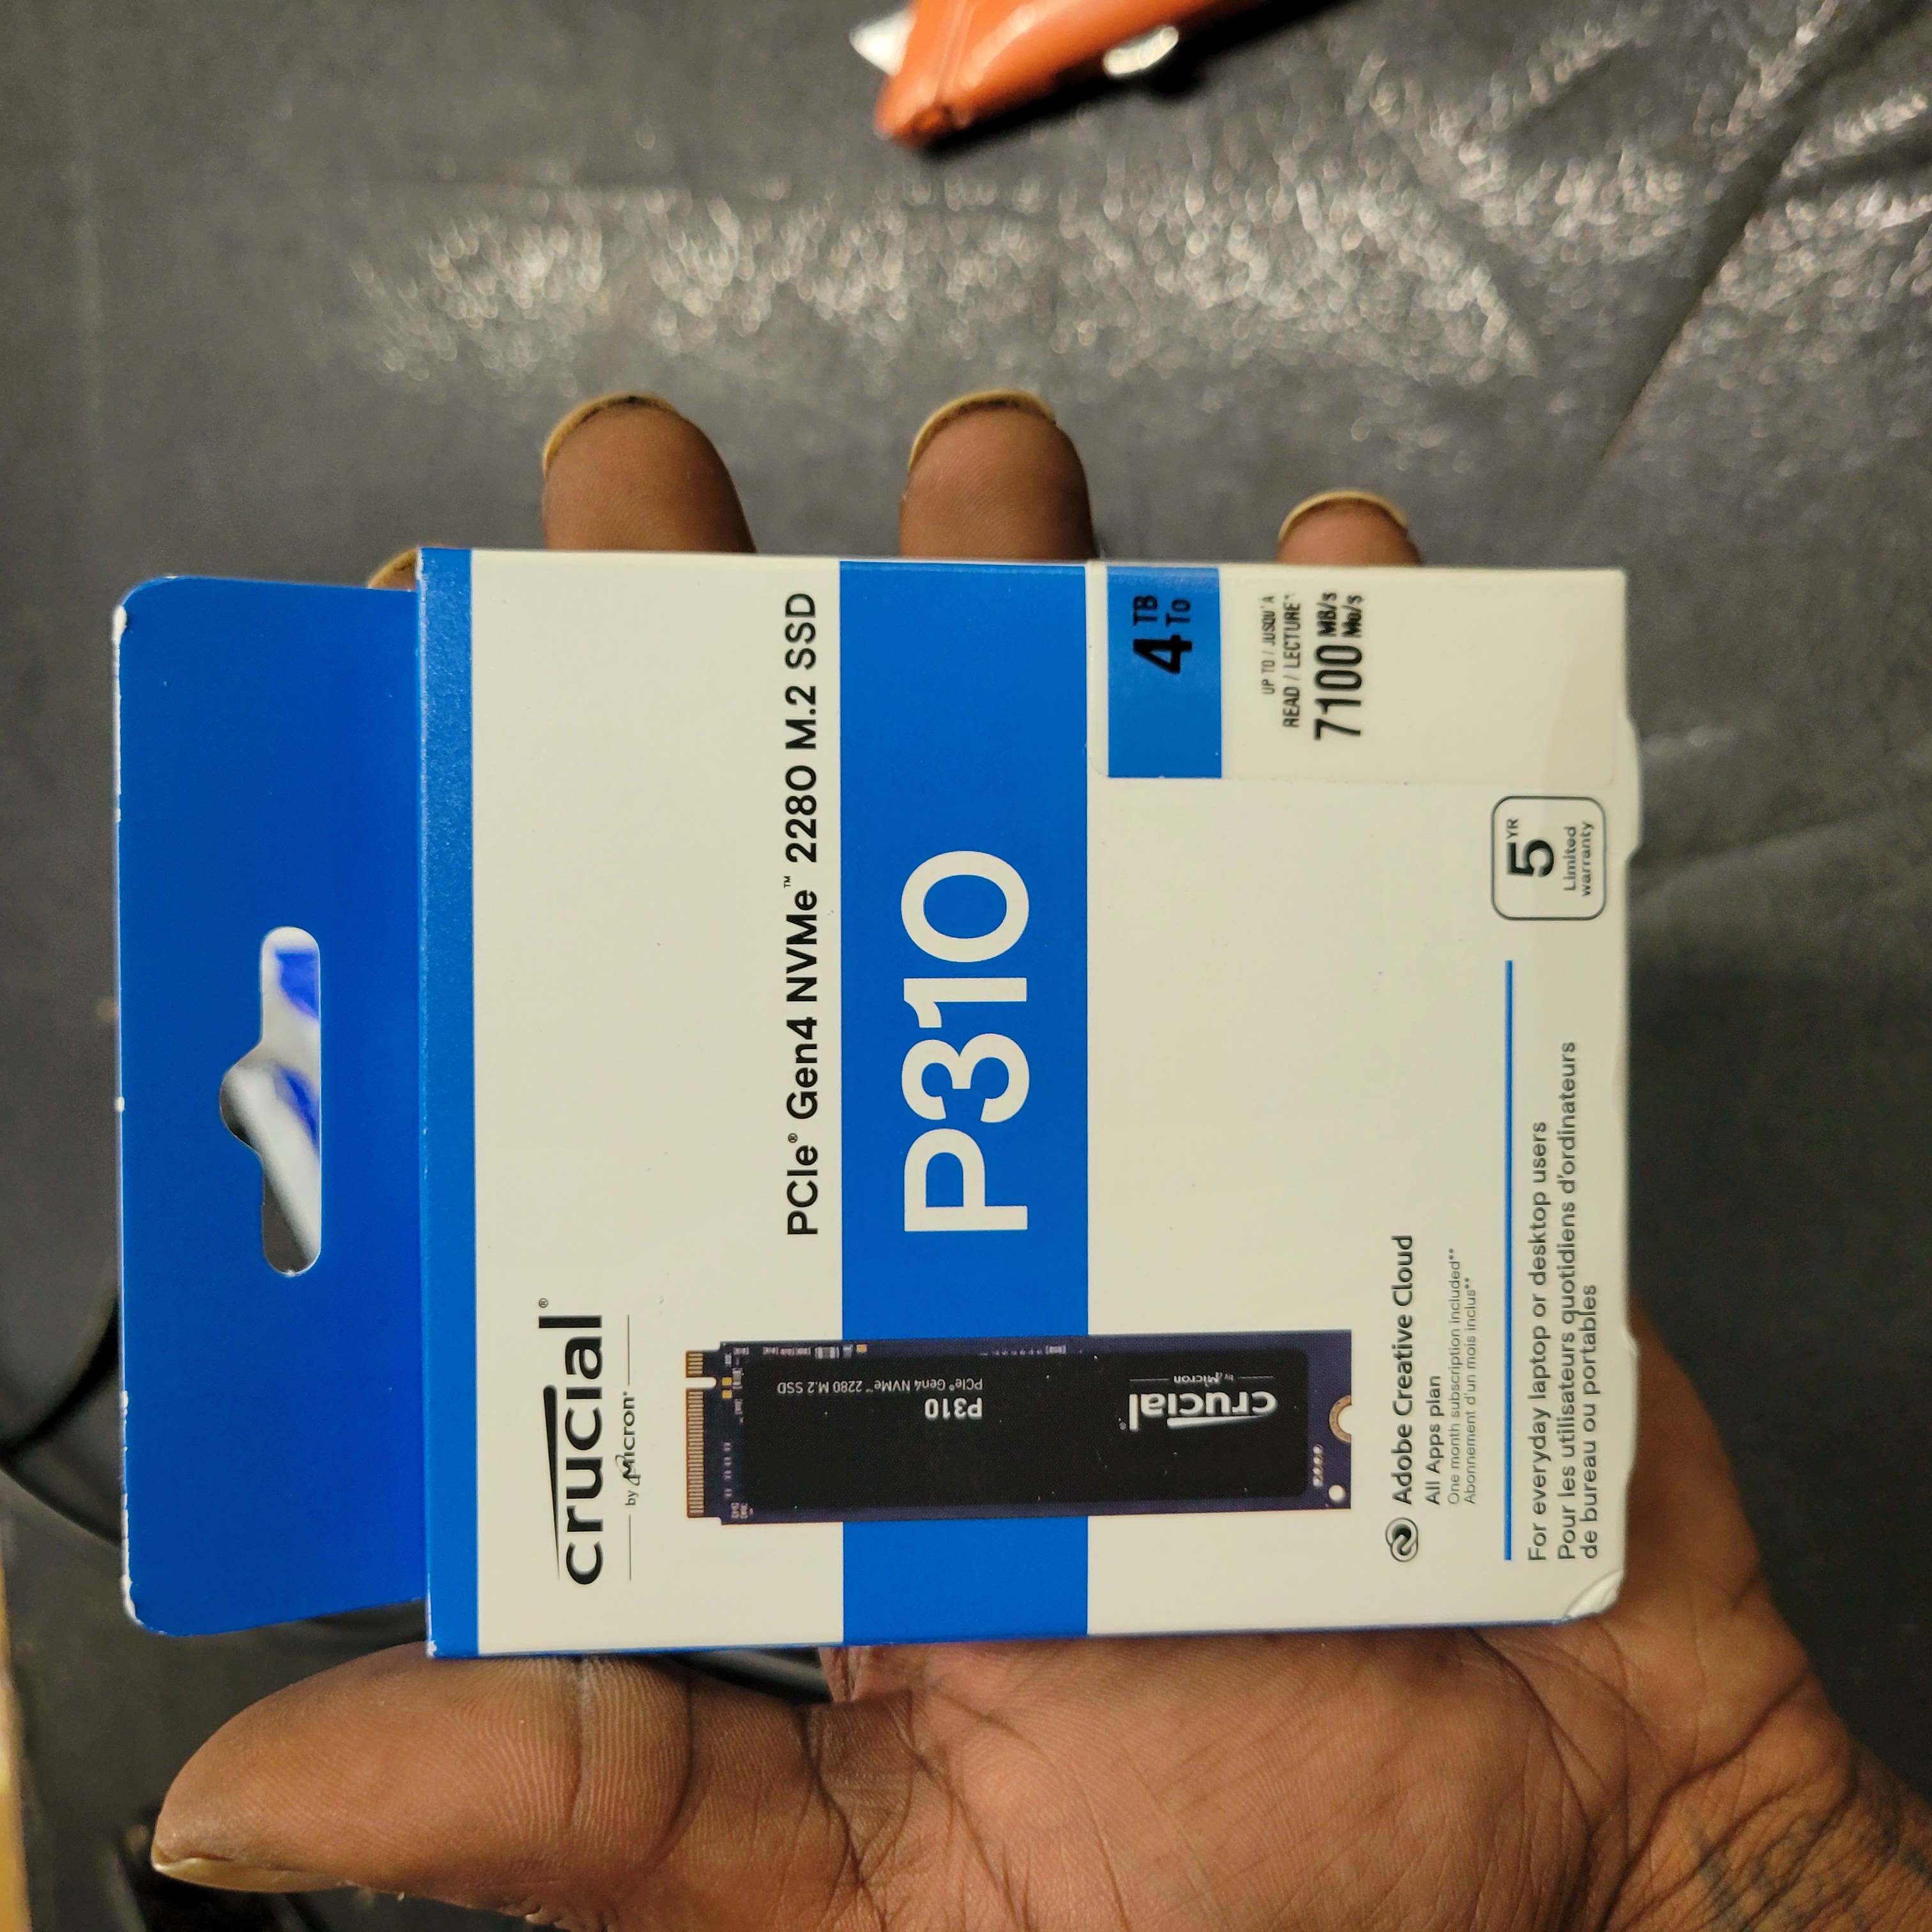 crucial®
by Micron®
PCIe® Gen4 NVMe™ 2280 M.2 SSD
P310
P310
PCIe® Gen4 NVMe™ 2280 M.2 SSD
crucial®
by Micron
4 TB
To
UP TO / JUSQU'À
READ / LECTURE*
7100 MB/s
Mo/s
Adobe Creative Cloud
All Apps plan
One month subscription included**
Abonnement d'un mois inclus**
5 YR
Limited
warranty
For everyday laptop or desktop users
Pour les utilisateurs quotidiens d'ordinateurs
de bureau ou portables